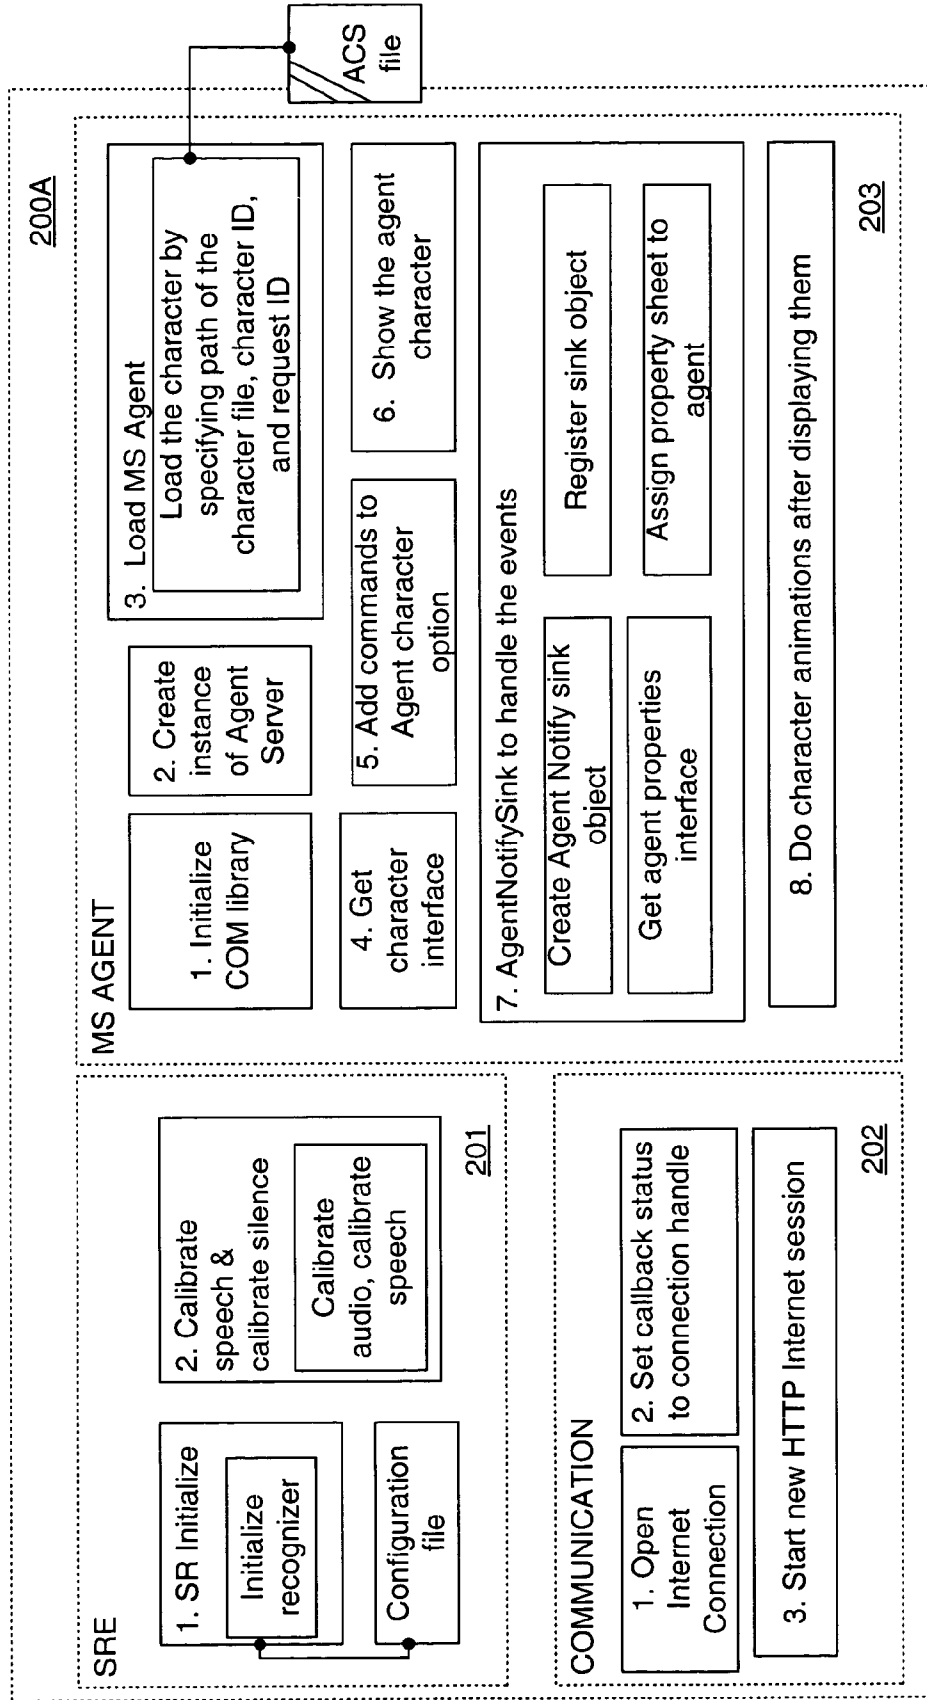 200A
SRE
1. SR Initialize
Initialize
recognizer
Configuration
file
2. Calibrate
speech &
calibrate silence
Calibrate
audio, calibrate
speech
201
COMMUNICATION
1. Open
Internet
Connection
2. Set callback status
to connection handle
3. Start new HTTP Internet session
202
MS AGENT
1. Initialize
COM library
2. Create
instance
of Agent
Server
3. Load MS Agent
Load the character by
specifying path of the
character file, character ID,
and request ID
ACS
file
4. Get
character
interface
5. Add commands to
Agent character
option
6. Show the agent
character
7. AgentNotifySink to handle the events
Create Agent Notify sink
object
Register sink object
Get agent properties
interface
Assign property sheet to
agent
8. Do character animations after displaying them
203